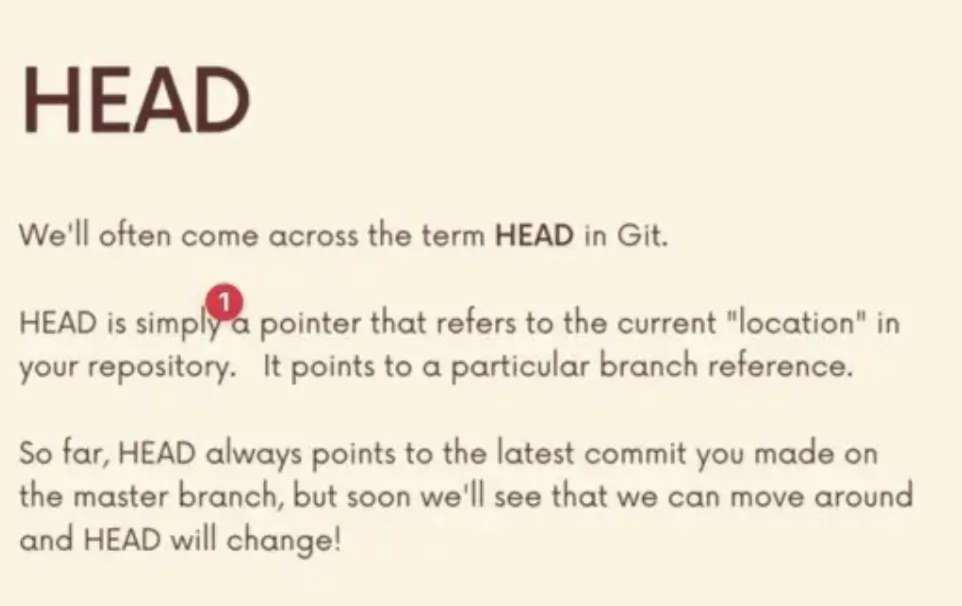 HEAD
We'll often come across the term HEAD in Git.
1
HEAD is simply a pointer that refers to the current "location" in
your repository.   It points to a particular branch reference.
So far, HEAD always points to the latest commit you made on
the master branch, but soon we'll see that we can move around
and HEAD will change!